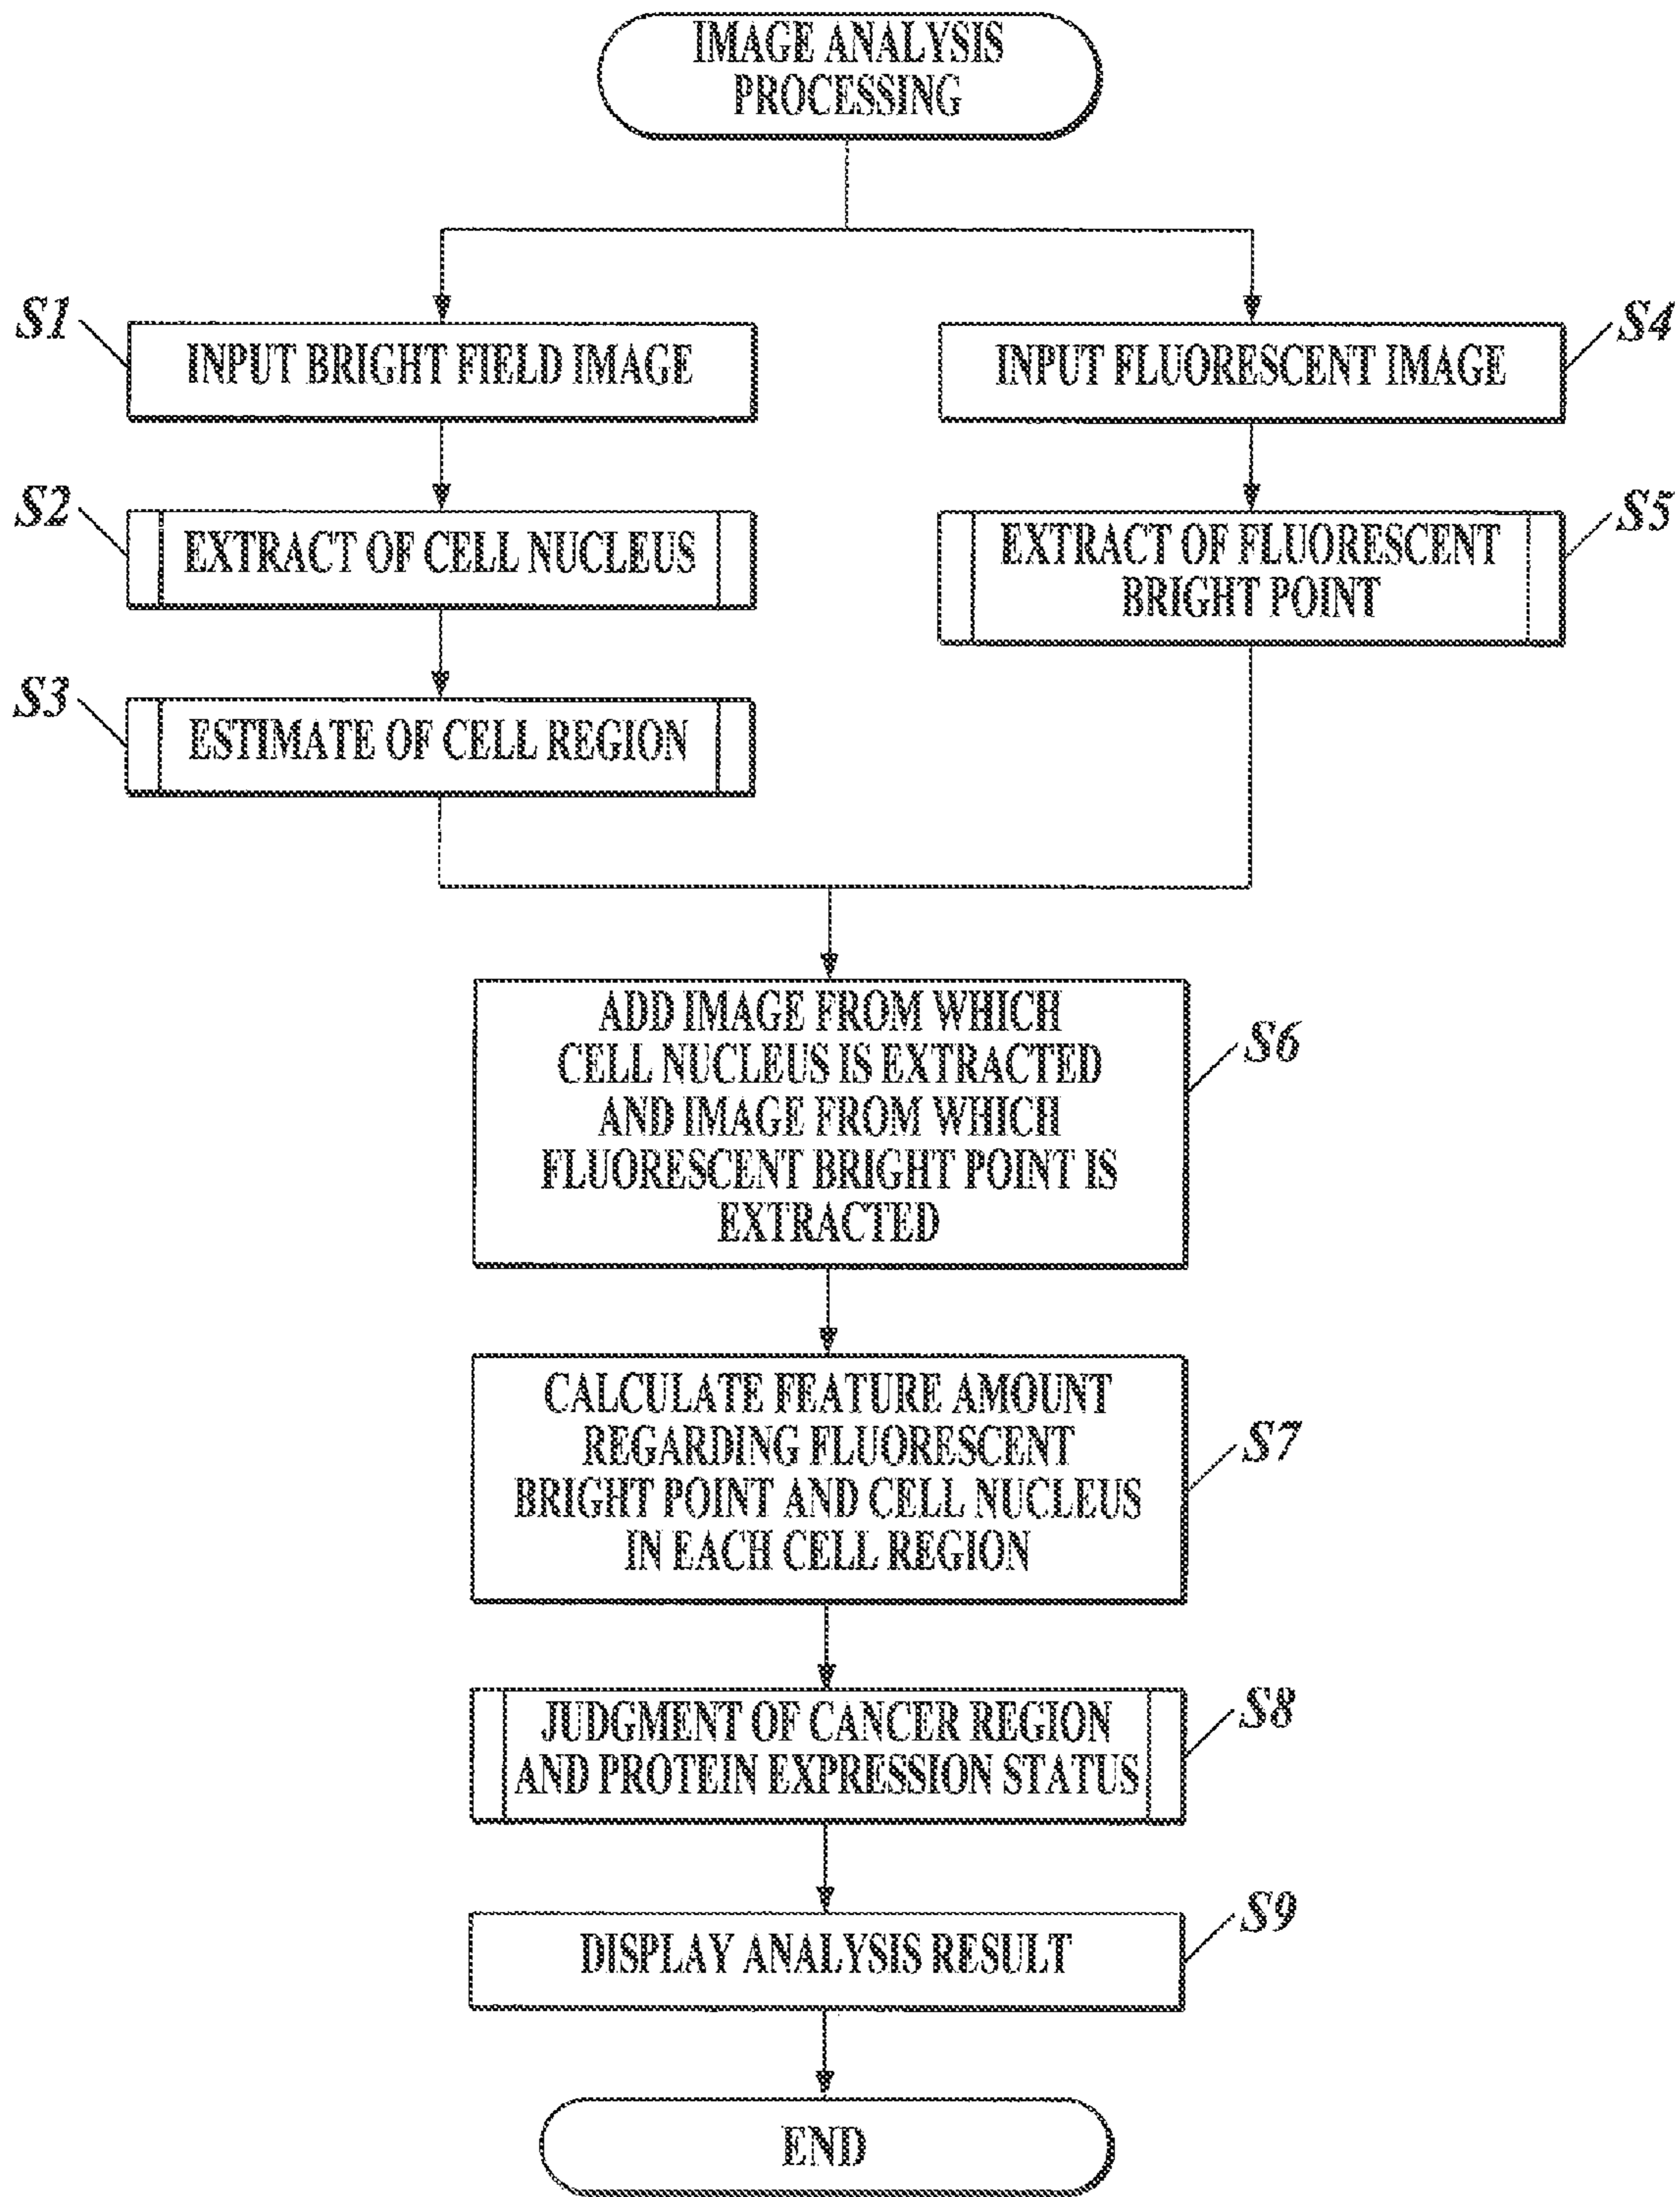 IMAGE ANALYSIS
PROCESSING
S1
INPUT BRIGHT FIELD IMAGE
S2
EXTRACT OF CELL NUCLEUS
S3
ESTIMATE OF CELL REGION
S4
INPUT FLUORESCENT IMAGE
S5
EXTRACT OF FLUORESCENT
BRIGHT POINT
S6
ADD IMAGE FROM WHICH
CELL NUCLEUS IS EXTRACTED
AND IMAGE FROM WHICH
FLUORESCENT BRIGHT POINT IS
EXTRACTED
S7
CALCULATE FEATURE AMOUNT
REGARDING FLUORESCENT
BRIGHT POINT AND CELL NUCLEUS
IN EACH CELL REGION
S8
JUDGMENT OF CANCER REGION
AND PROTEIN EXPRESSION STATUS
S9
DISPLAY ANALYSIS RESULT
END